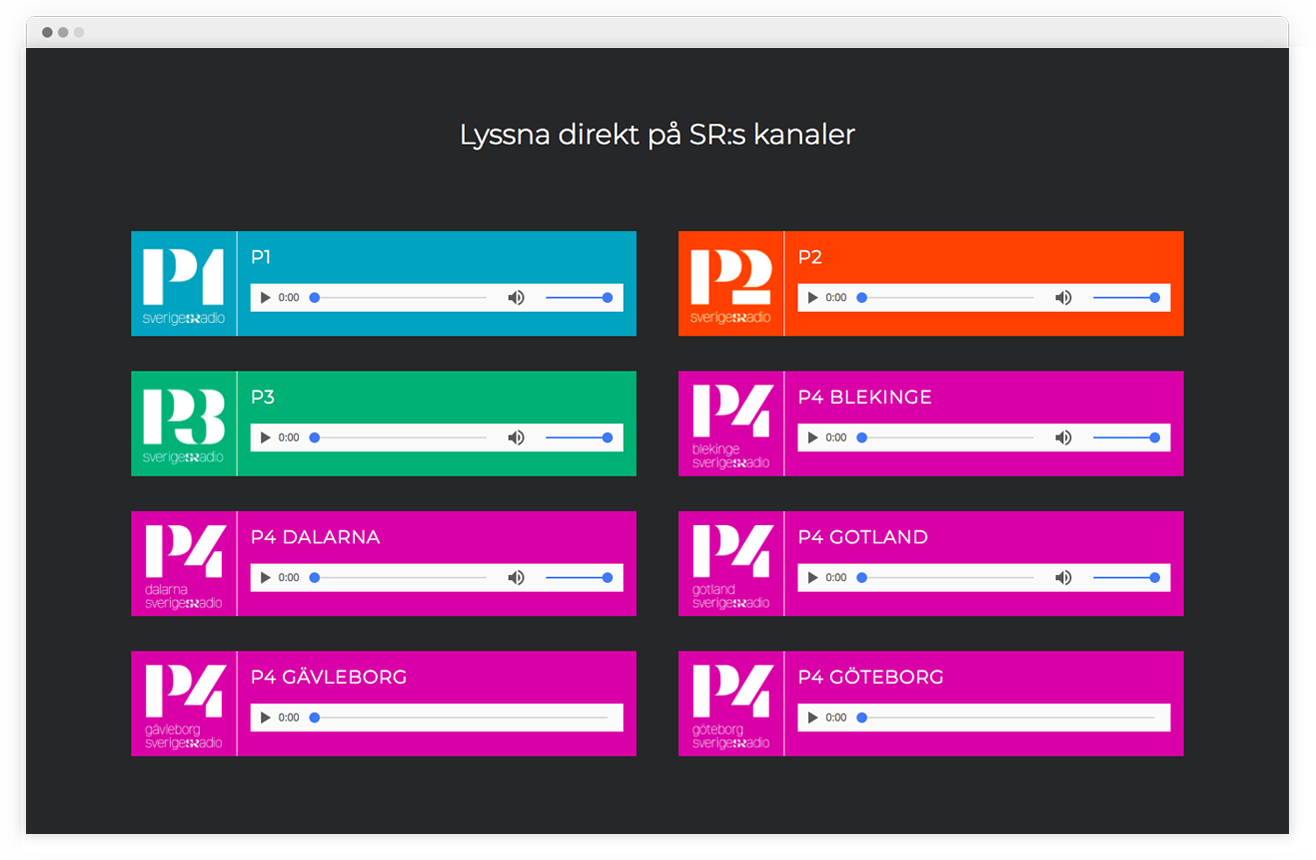 Lyssna direkt på SR:s kanaler
P1
sverigesradio
P1
0:00
P2
sverigesradio
P2
0:00
P3
sverigesradio
P3
0:00
P4
blekinge
sverigesradio
P4 BLEKINGE
0:00
P4
dalarna
sverigesradio
P4 DALARNA
0:00
P4
gotland
sverigesradio
P4 GOTLAND
0:00
P4
gävleborg
sverigesradio
P4 GÄVLEBORG
0:00
P4
göteborg
sverigesradio
P4 GÖTEBORG
0:00